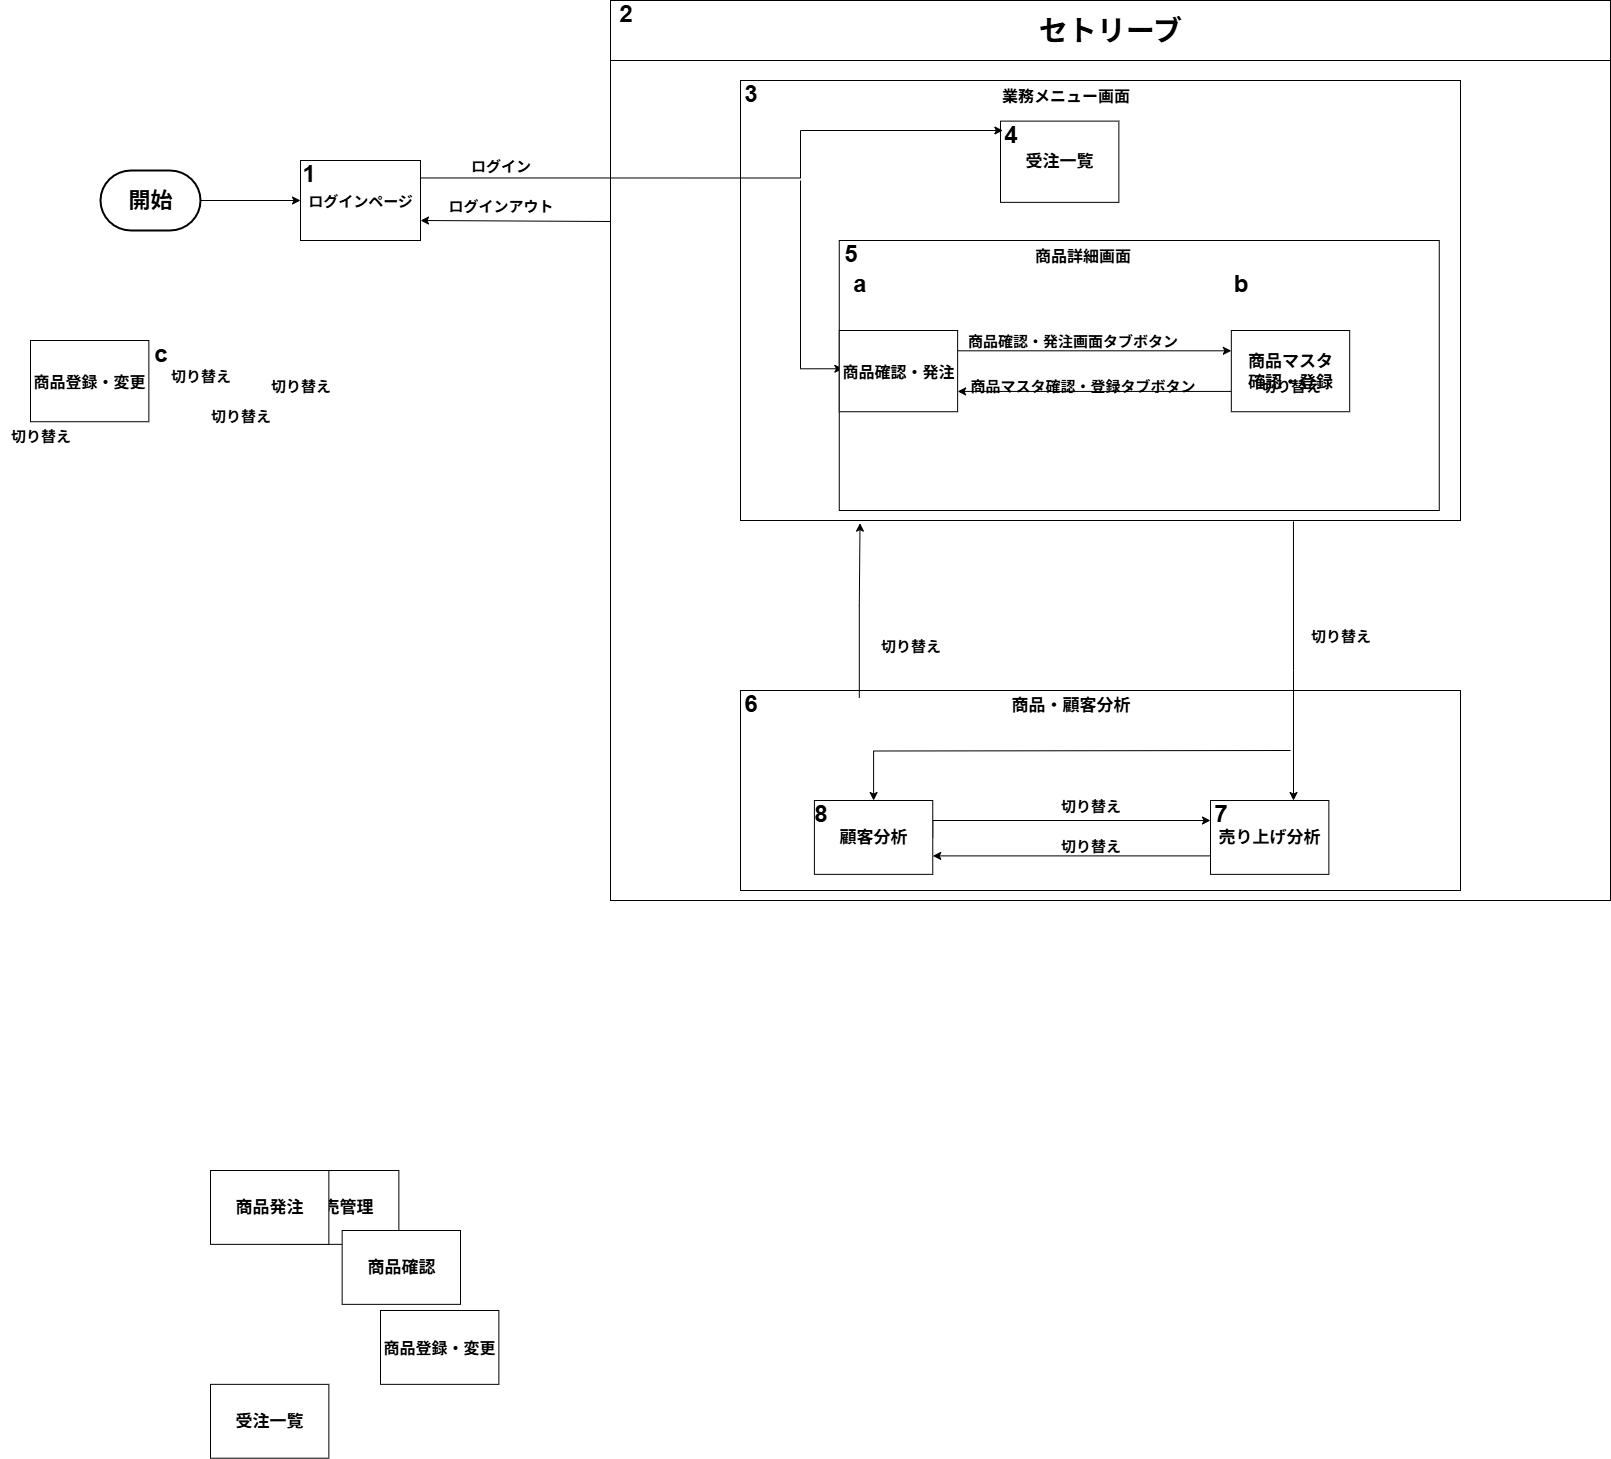 2
セトリーブ
3
業務メニュー画面
4
受注一覧
開始
1
ログインページ
ログイン
ログインアウト
5
商品詳細画面
a
b
商品確認・発注
商品確認・発注画面タブボタン
商品マスタ確認・登録タブボタン
商品マスタ
確認・登録
切り替え
商品登録・変更
c
切り替え
切り替え
切り替え
切り替え
切り替え
切り替え
6
商品・顧客分析
8
顧客分析
切り替え
切り替え
7
売り上げ分析
商品発注
売管理
商品確認
商品登録・変更
受注一覧